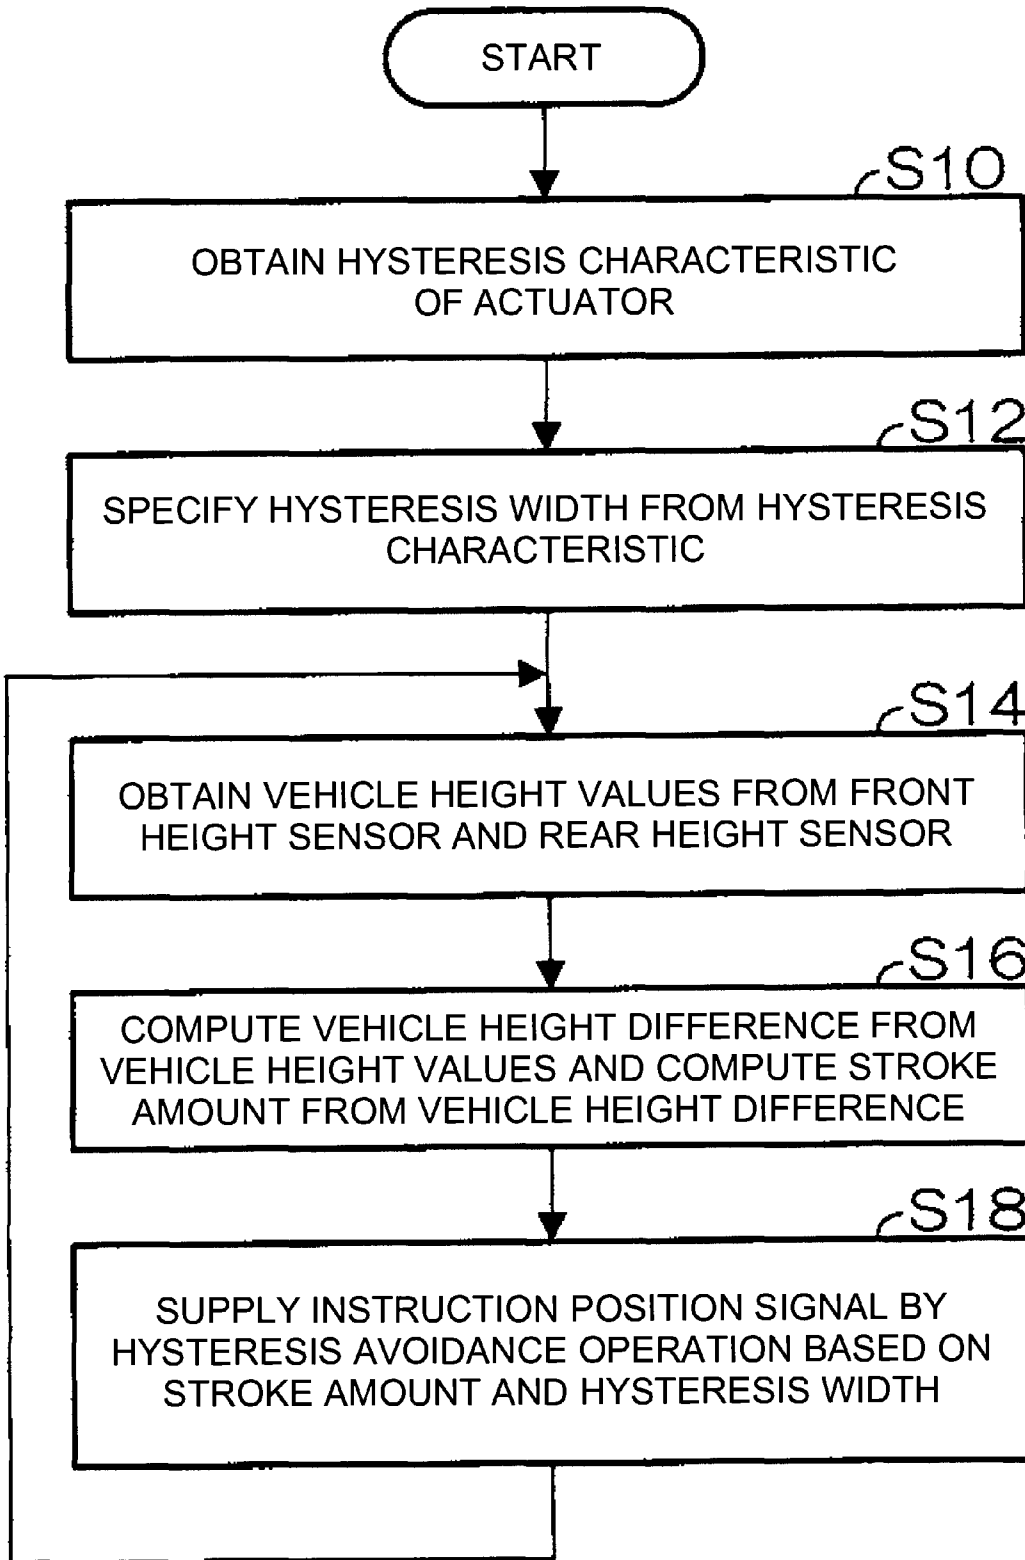 START
S10
OBTAIN HYSTERESIS CHARACTERISTIC
OF ACTUATOR
S12
SPECIFY HYSTERESIS WIDTH FROM HYSTERESIS
CHARACTERISTIC
S14
OBTAIN VEHICLE HEIGHT VALUES FROM FRONT
HEIGHT SENSOR AND REAR HEIGHT SENSOR
S16
COMPUTE VEHICLE HEIGHT DIFFERENCE FROM
VEHICLE HEIGHT VALUES AND COMPUTE STROKE
AMOUNT FROM VEHICLE HEIGHT DIFFERENCE
S18
SUPPLY INSTRUCTION POSITION SIGNAL BY
HYSTERESIS AVOIDANCE OPERATION BASED ON
STROKE AMOUNT AND HYSTERESIS WIDTH